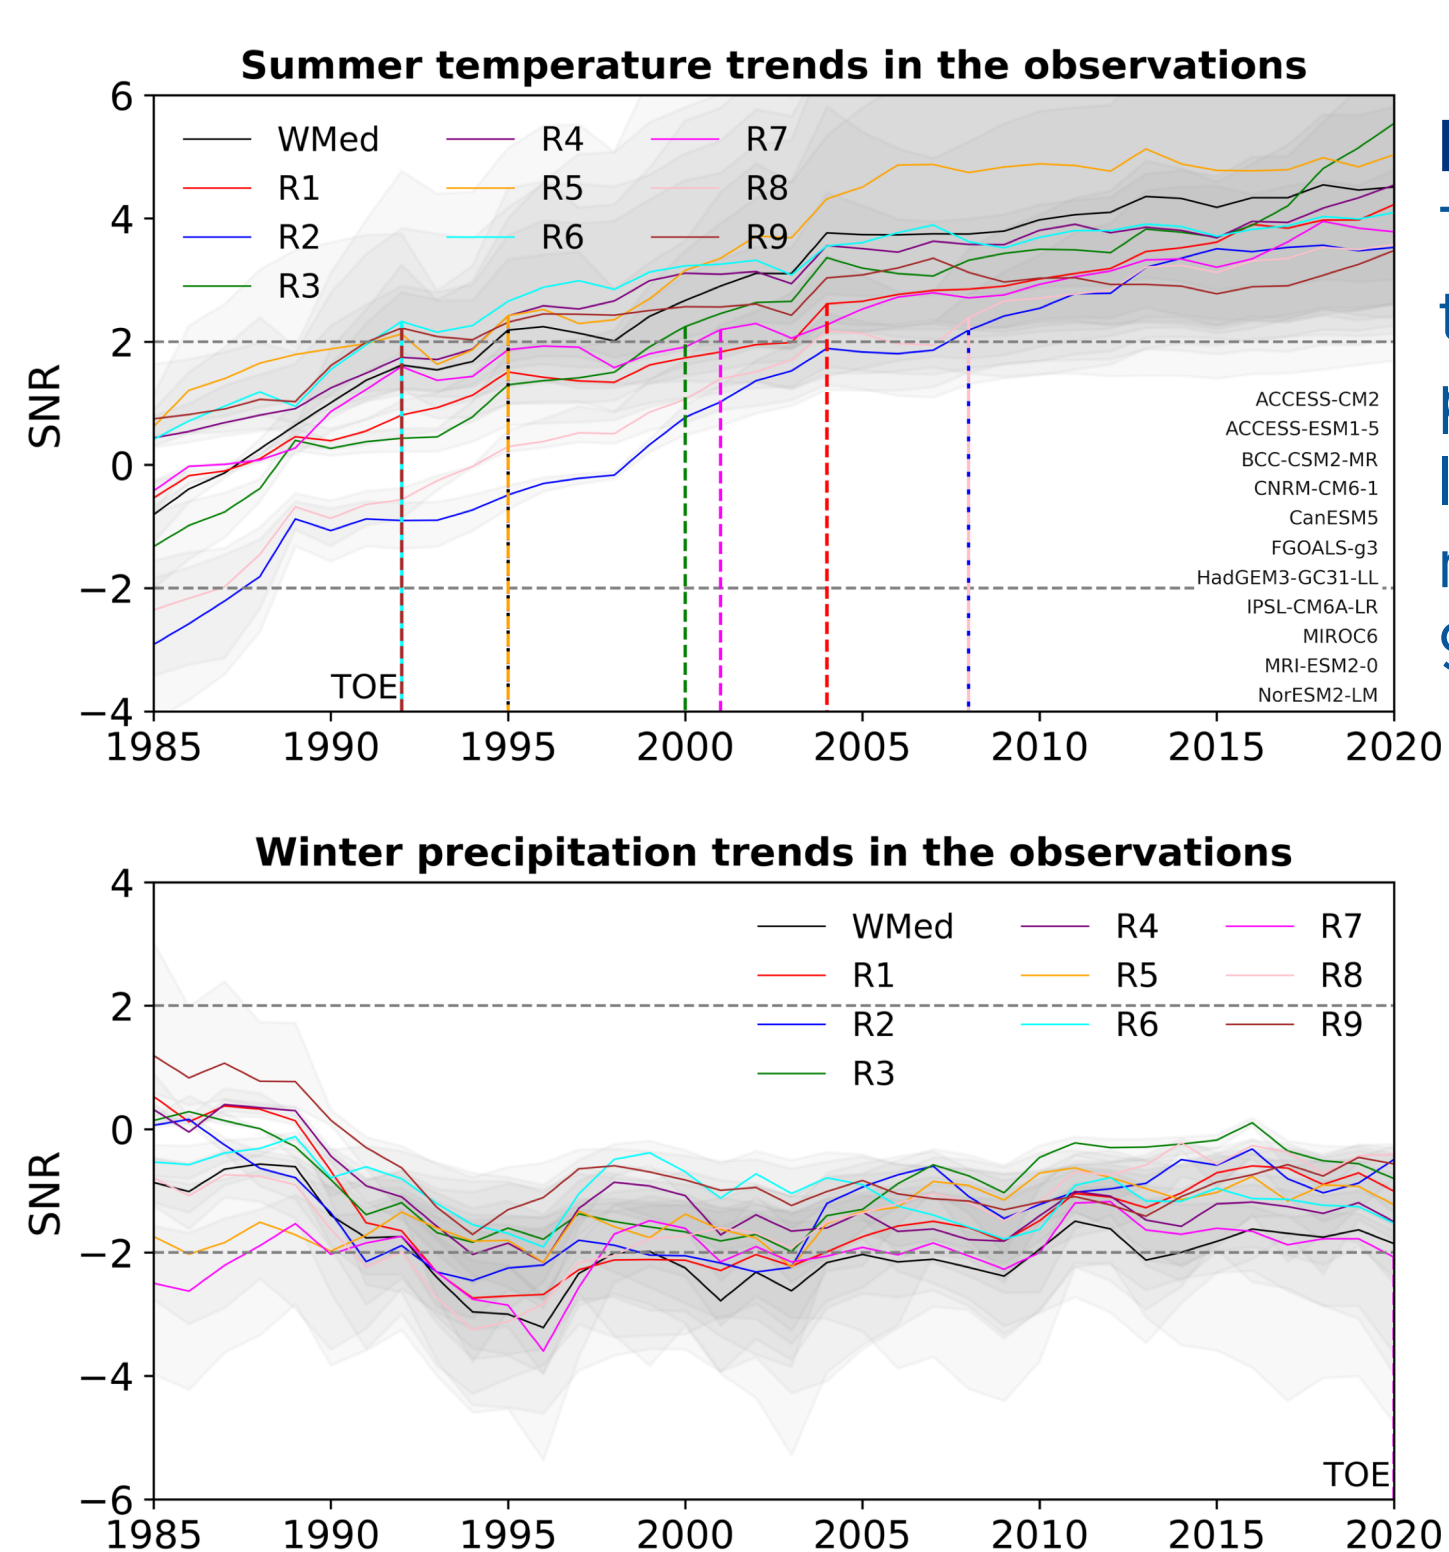 Summer temperature trends in the observations
6
4
2
0
−2
−4
SNR
WMed
R1
R2
R3
R4
R5
R6
R7
R8
R9
ACCESS-CM2
ACCESS-ESM1-5
BCC-CSM2-MR
CNRM-CM6-1
CanESM5
FGOALS-g3
HadGEM3-GC31-LL
IPSL-CM6A-LR
MIROC6
MRI-ESM2-0
NorESM2-LM
TOE
1985 1990 1995 2000 2005 2010 2015 2020
Winter precipitation trends in the observations
4
2
0
−2
−4
−6
SNR
WMed
R1
R2
R3
R4
R5
R6
R7
R8
R9
TOE
1985 1990 1995 2000 2005 2010 2015 2020